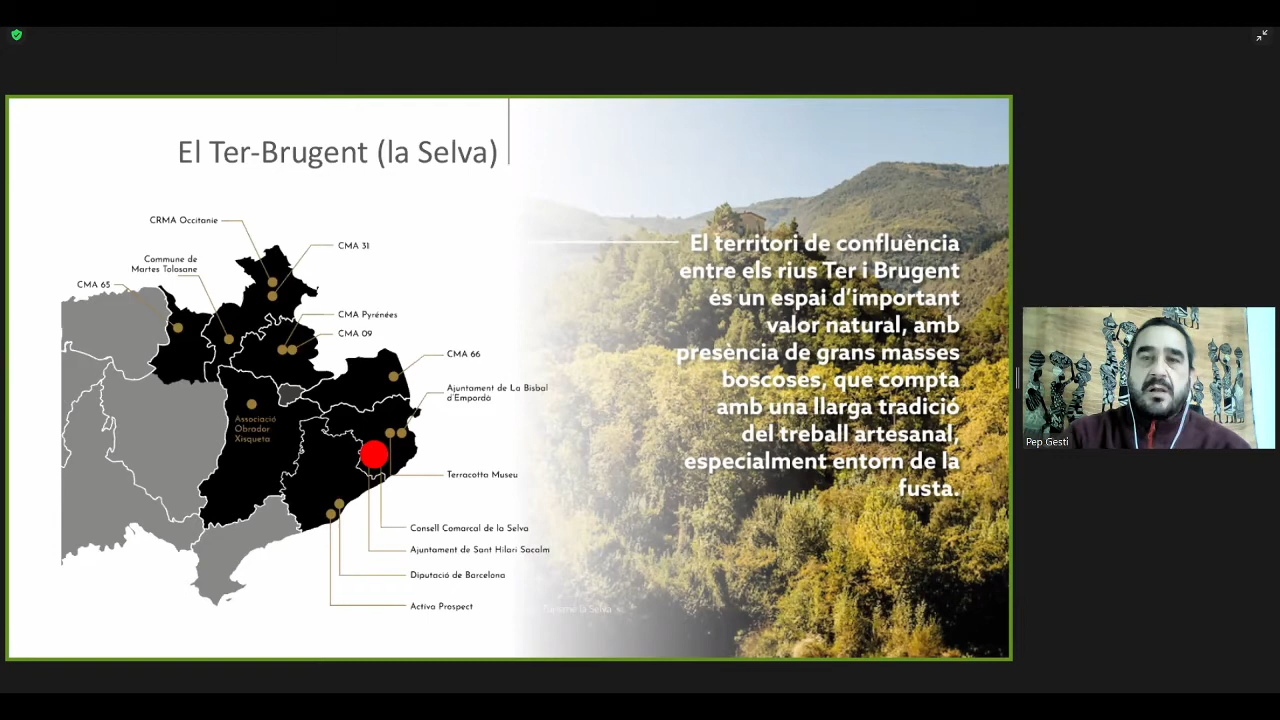 El Ter-Brugent (la Selva)
CRMA Occitanie
CMA 31
Commune de
Martes Tolosane
CMA 65
CMA Pyrénées
CMA 09
CMA 66
Ajuntament de La Bisbal
d'Empordà
Associació
Obrador
Xisqueta
Terracotta Museu
Consell Comarcal de la Selva
Ajuntament de Sant Hilari Sacalm
Diputació de Barcelona
Activa Prospect
El territori de confluència
entre els rius Ter i Brugent
és un espai d'important
valor natural, amb
presència de grans masses
boscoses, que compta
amb una llarga tradició
del treball artesanal,
especialment entorn de la
fusta.
Turisme la Selva
Pep Gesti